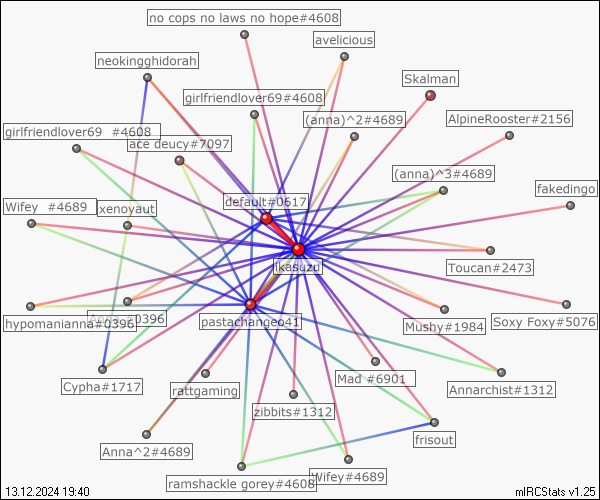 no cops no laws no hope#4608
avelicious
neokingghidorah
Skalman
girlfriendlover69#4608
AlpineRooster#2156
(anna)^2#4689
girlfriendlover69 #4608
ace deucy#7097
(anna)^3#4689
fakedingo
default#0617
Wifey #4689
xenoyaut
ikasuzu
Toucan#2473
Soxy Foxy#5076
hypomanianna#0396
#0396
pastachange041
Mushy#1984
Cypha#1717
rattgaming
Mad #6901
Annarchist#1312
zibbits#1312
frisout
Anna^2#4689
ramshackle gorey#4608
Wifey#4689
13.12.2024 19:40
mIRCStats v1.25